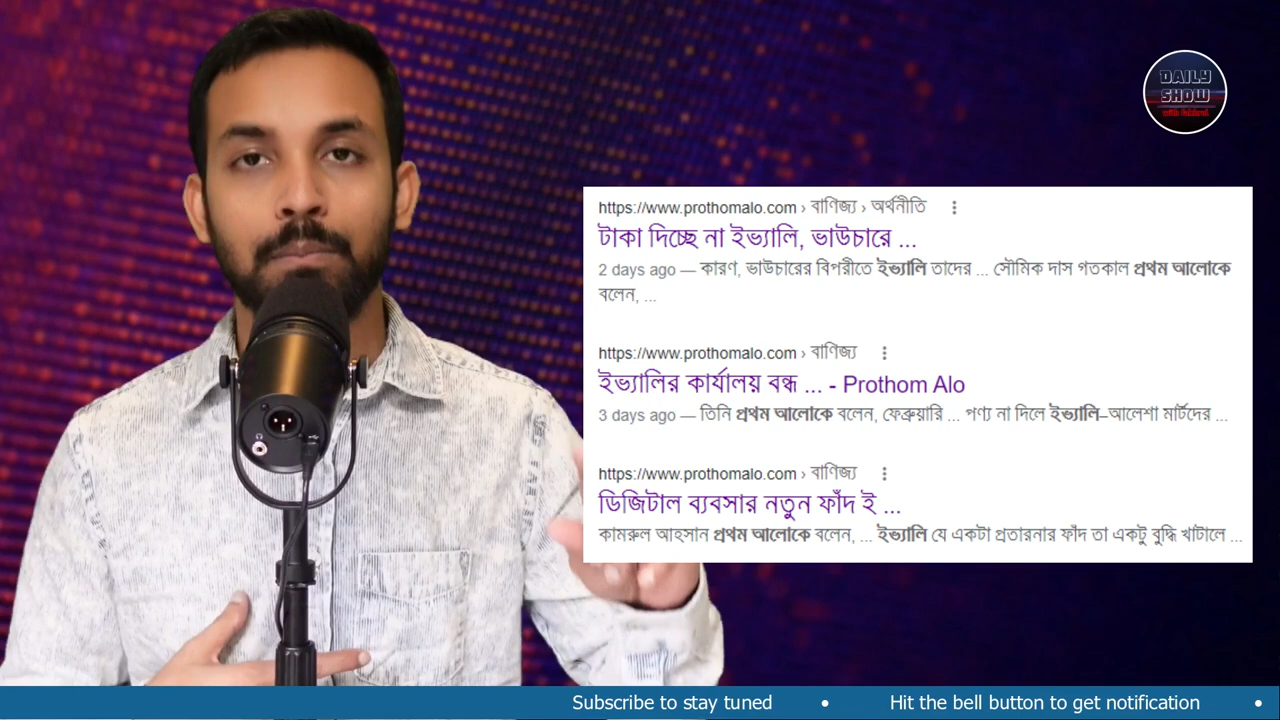 DAILY
SHOW
https://www.prothomalo.com › বাণিজ্য › অর্থনীতি
টাকা দিচ্ছে না ইভ্যালি, ভাউচারে ...
2 days ago — কারণ, ভাউচারের বিপরীতে ইভ্যালি তাদের ... সৌমিক দাস গতকাল প্রথম আলোকে
বলেন, ...
https://www.prothomalo.com › বাণিজ্য
ইভ্যালির কার্যালয় বন্ধ ... - Prothom Alo
3 days ago — তিনি প্রথম আলোকে বলেন, ফেব্রুয়ারি ... পণ্য না দিলে ইভ্যালি–আলেশা মার্টদের ...
https://www.prothomalo.com › বাণিজ্য
ডিজিটাল ব্যবসার নতুন ফাঁদ ই ...
কামরুল আহসান প্রথম আলোকে বলেন, ... ইভ্যালি যে একটা প্রতারনার ফাঁদ তা একটু বুদ্ধি খাটালে ...
Subscribe to stay tuned • Hit the bell button to get notification •